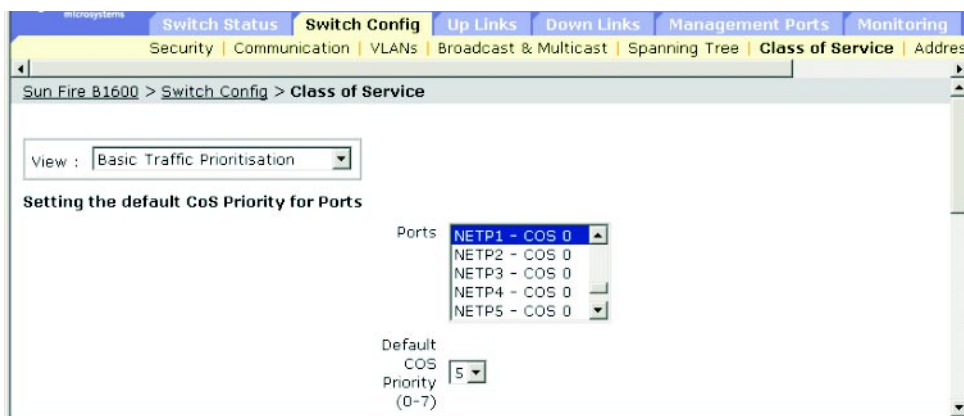 microsystems
Switch Status Switch Config Up Links Down Links Management Ports Monitoring
Security | Communication | VLANs | Broadcast & Multicast | Spanning Tree | Class of Service |
Sun Fire B1600 > Switch Config > Class of Service
View : Basic Traffic Prioritisation
Setting the default CoS Priority for Ports
Ports
NETP1 - COS 0
NETP2 - COS 0
NETP3 - COS 0
NETP4 - COS 0
NETP5 - COS 0
Default
COS
Priority
(0-7)
5